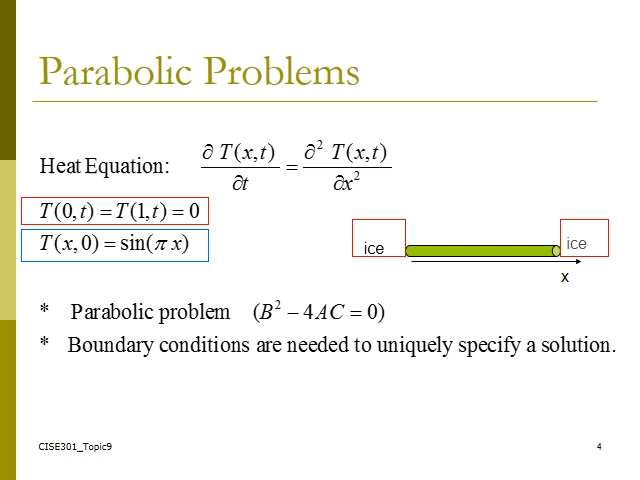 Parabolic Problems
Heat Equation: ∂ T(x,t) / ∂t = ∂² T(x,t) / ∂x²
T(0,t) = T(1,t) = 0
T(x,0) = sin(π x)
ice
ice
x
* Parabolic problem (B² − 4AC = 0)
* Boundary conditions are needed to uniquely specify a solution.
CISE301_Topic9
4